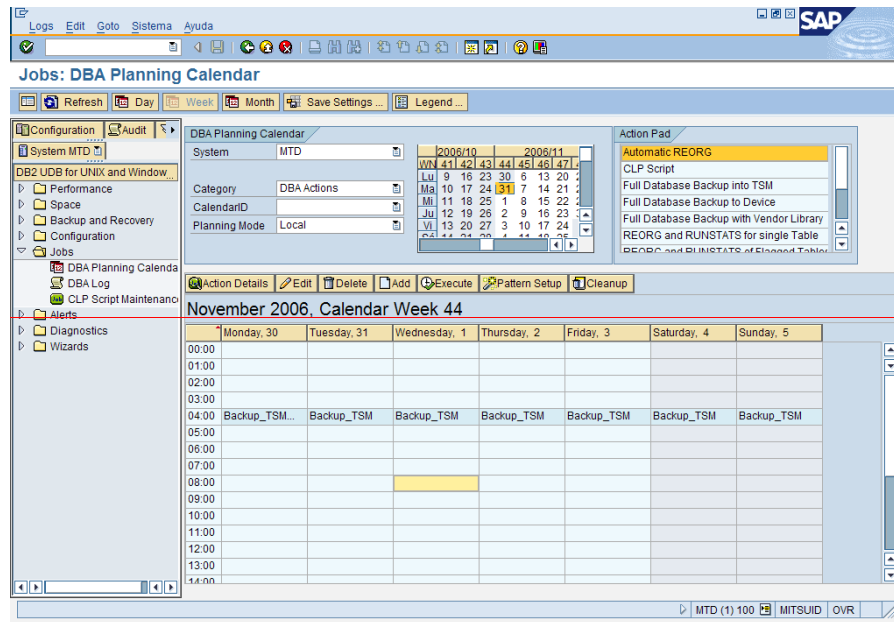 Logs Edit Goto Sistema Ayuda
SAP
Jobs: DBA Planning Calendar
Refresh Day Week Month Save Settings ... Legend ...
Configuration Audit
System MTD
DB2 UDB for UNIX and Window
Performance
Space
Backup and Recovery
Configuration
Jobs
DBA Planning Calenda
DBA Log
CLP Script Maintenanc
Alerts
Diagnostics
Wizards
DBA Planning Calendar
System MTD
Category DBA Actions
CalendarID
Planning Mode Local
2006/10 2006/11
WN 41 42 43 44 45 46 47
Lu 9 16 23 30 6 13 20
Ma 10 17 24 31 7 14 21
Mi 11 18 25 1 8 15 22
Ju 12 19 26 2 9 16 23
Vi 13 20 27 3 10 17 24
Action Pad
Automatic REORG
CLP Script
Full Database Backup into TSM
Full Database Backup to Device
Full Database Backup with Vendor Library
REORG and RUNSTATS for single Table
REORG and RUNSTATS of Flagged Tables
Action Details Edit Delete Add Execute Pattern Setup Cleanup
November 2006, Calendar Week 44
Monday, 30 Tuesday, 31 Wednesday, 1 Thursday, 2 Friday, 3 Saturday, 4 Sunday, 5
00:00
01:00
02:00
03:00
04:00 Backup_TSM... Backup_TSM Backup_TSM Backup_TSM Backup_TSM Backup_TSM Backup_TSM
05:00
06:00
07:00
08:00
09:00
10:00
11:00
12:00
13:00
14:00
MTD (1) 100 MITSUID OVR